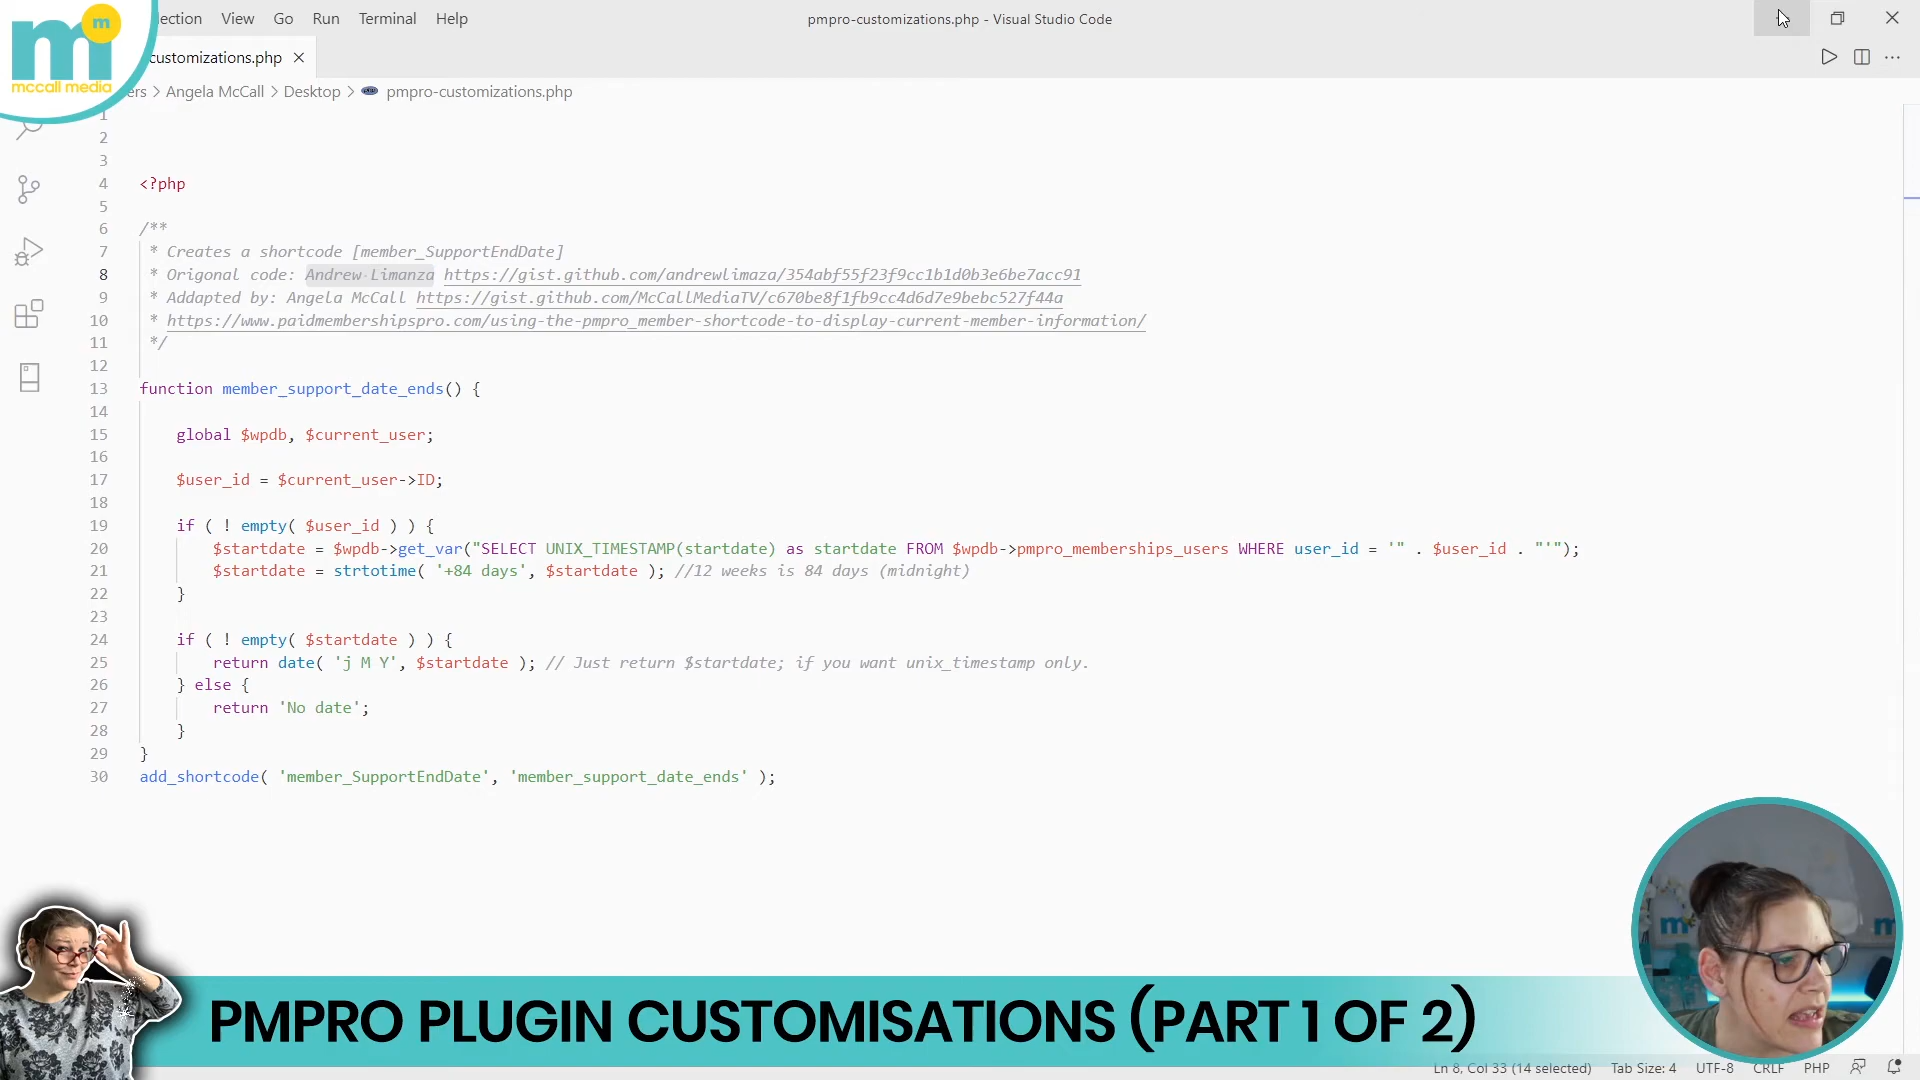 lection View Go Run Terminal Help
pmpro-customizations.php - Visual Studio Code
m
m
mccall media
customizations.php
ers > Angela McCall > Desktop > pmpro-customizations.php
1
2
3
4 <?php
5
6 /**
7 * Creates a shortcode [member_SupportEndDate]
8 * Origonal code: Andrew Limanza https://gist.github.com/andrewlimaza/354abf55f23f9cc1b1d0b3e6be7acc91
9 * Addapted by: Angela McCall https://gist.github.com/McCallMediaTV/c670be8f1fb9cc4d6d7e9bebc527f44a
10 * https://www.paidmembershipspro.com/using-the-pmpro_member-shortcode-to-display-current-member-information/
11 */
12
13 function member_support_date_ends() {
14
15 global $wpdb, $current_user;
16
17 $user_id = $current_user->ID;
18
19 if ( ! empty( $user_id ) ) {
20 $startdate = $wpdb->get_var("SELECT UNIX_TIMESTAMP(startdate) as startdate FROM $wpdb->pmpro_memberships_users WHERE user_id = '" . $user_id . "'");
21 $startdate = strtotime( '+84 days', $startdate ); //12 weeks is 84 days (midnight)
22 }
23
24 if ( ! empty( $startdate ) ) {
25 return date( 'j M Y', $startdate ); // Just return $startdate; if you want unix_timestamp only.
26 } else {
27 return 'No date';
28 }
29 }
30 add_shortcode( 'member_SupportEndDate', 'member_support_date_ends' );
PMPRO PLUGIN CUSTOMISATIONS (PART 1 OF 2)
Ln 8, Col 33 (14 selected) Tab Size: 4 UTF-8 CRLF PHP